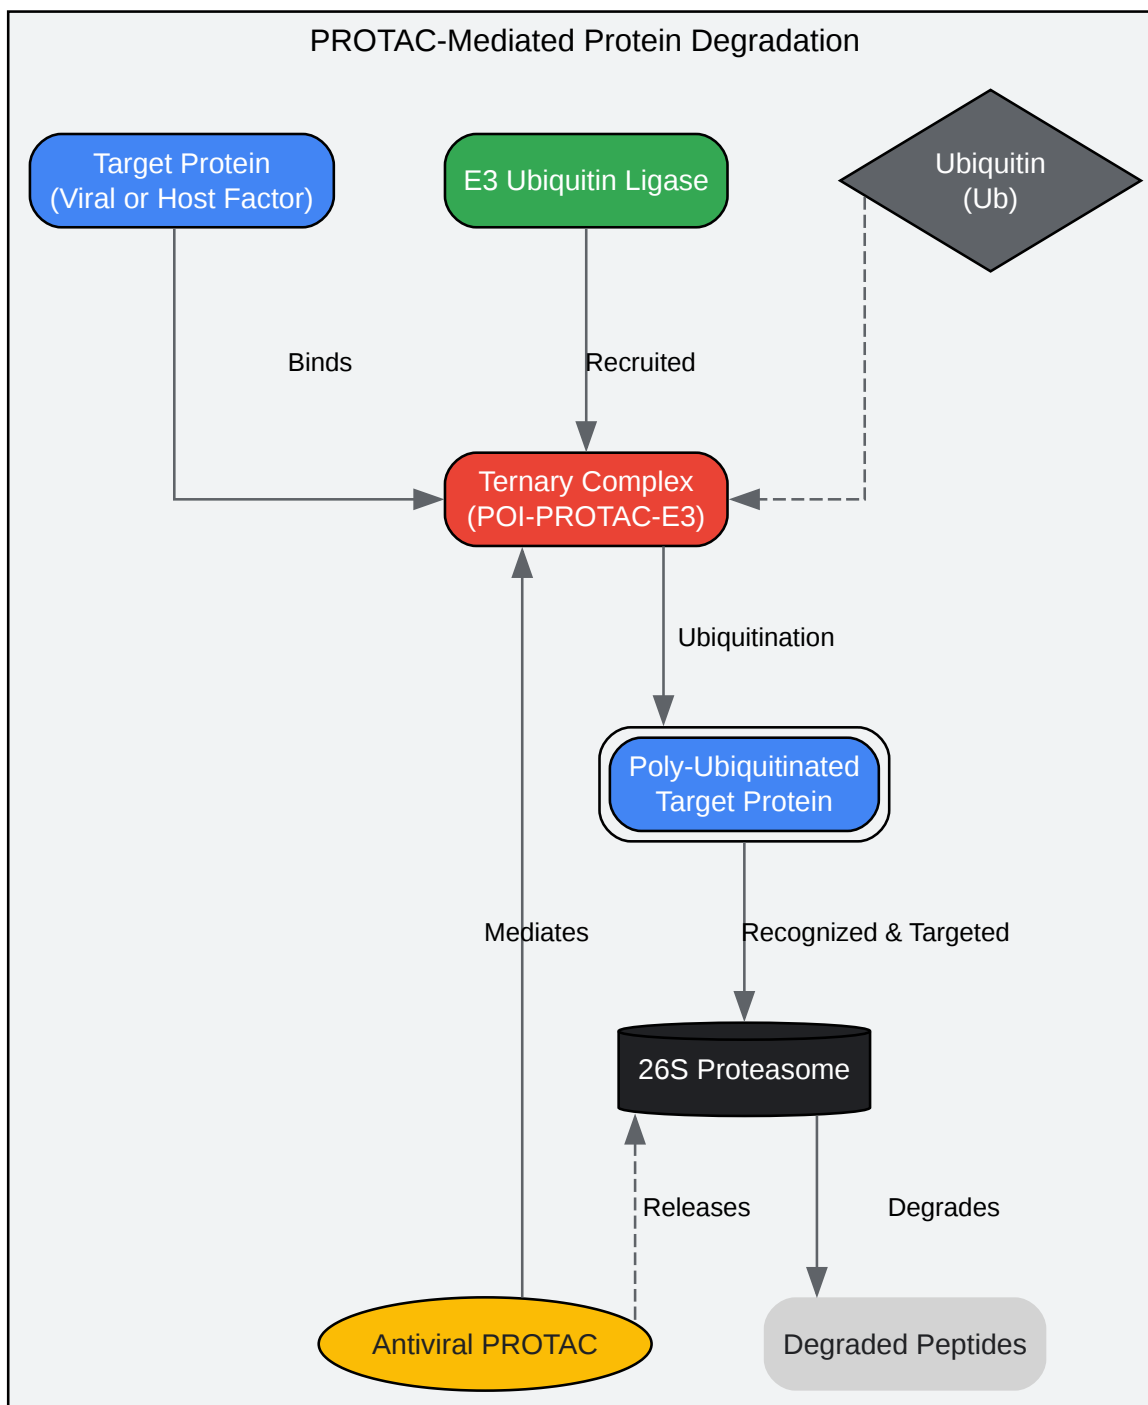 PROTAC-Mediated Protein Degradation
Target Protein
(Viral or Host Factor)
E3 Ubiquitin Ligase
Ubiquitin
(Ub)
Binds
Recruited
Ternary Complex
(POI-PROTAC-E3)
Ubiquitination
Poly-Ubiquitinated
Target Protein
Mediates
Recognized & Targeted
26S Proteasome
Releases
Degrades
Antiviral PROTAC
Degraded Peptides